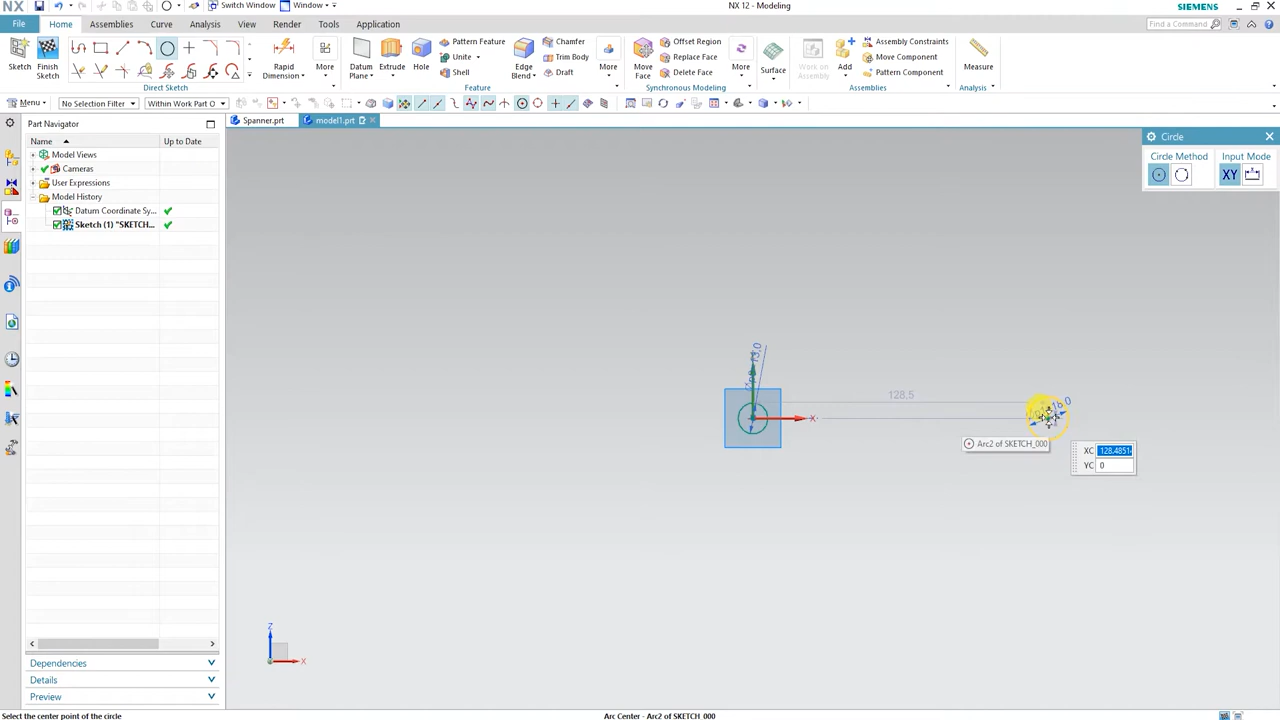 NX
Switch Window
Window
NX 12 - Modeling
SIEMENS
File
Home
Assemblies
Curve
Analysis
View
Render
Tools
Application
Find a Command
Sketch
Finish
Sketch
Rapid
Dimension
More
Direct Sketch
Datum
Plane
Extrude
Hole
Pattern Feature
Unite
Shell
Edge
Blend
Chamfer
Trim Body
Draft
More
Feature
Move
Face
Offset Region
Replace Face
Delete Face
More
Synchronous Modeling
Surface
Work on
Assembly
Add
Assembly Constraints
Move Component
Pattern Component
Assemblies
Measure
Analysis
Menu
No Selection Filter
Within Work Part O
Part Navigator
Spanner.prt
model1.prt
Name
Up to Date
Model Views
Cameras
User Expressions
Model History
Datum Coordinate Sy...
Sketch (1) "SKETCH...
Circle
Circle Method
Input Mode
XY
128.5
X
Arc2 of SKETCH_000
XC 128.4851
YC 0
Z
X
Dependencies
Details
Preview
Select the center point of the circle
Arc Center - Arc2 of SKETCH_000